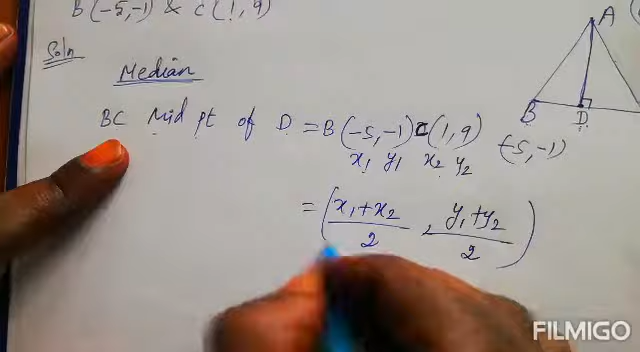 B(-5,-1) & C(1,9)
Soln
Median
A
BC Mid pt of D = B(-5,-1) C(1,9)
x₁ y₁ x₂ y₂
B D
(-5,-1)
= (x₁+x₂/2, y₁+y₂/2)
FILMIGO